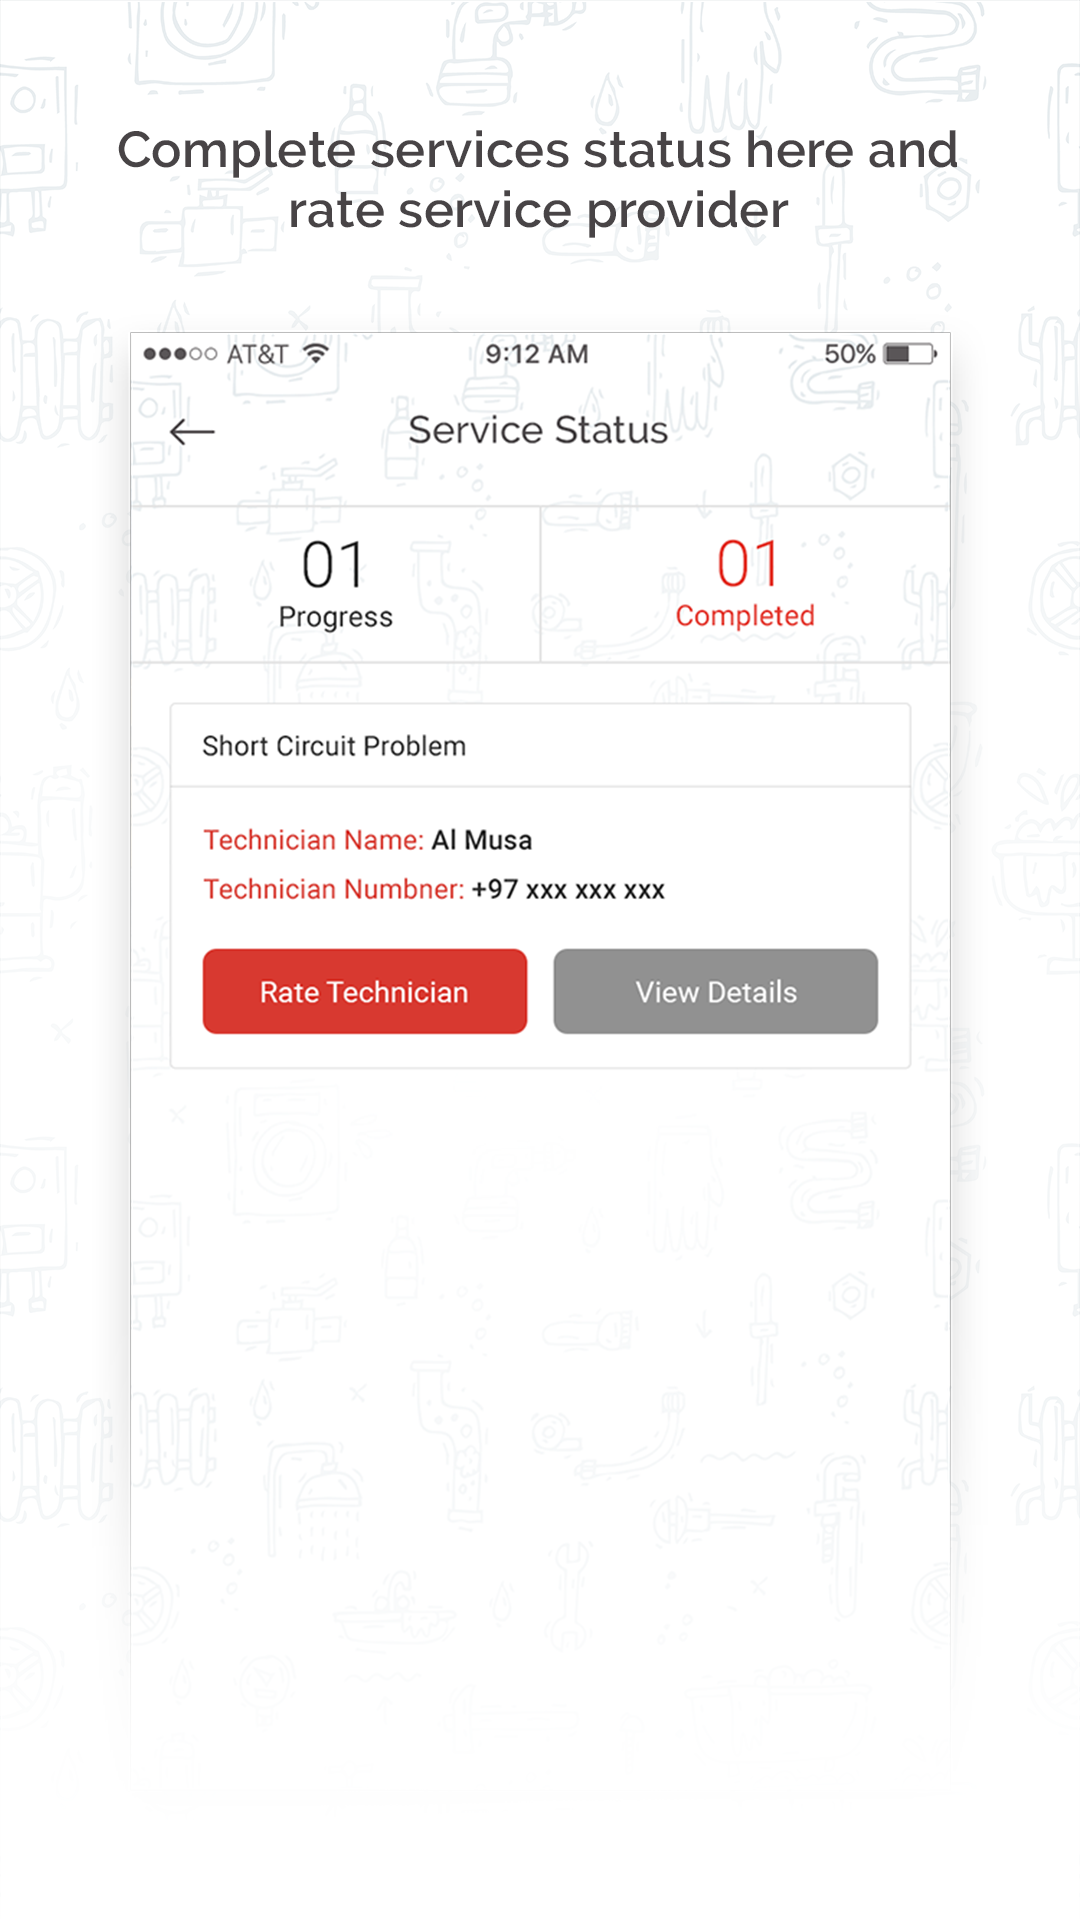 Complete services status here and
rate service provider
AT&T 9:12 AM 50%
Service Status
01
Progress
01
Completed
Short Circuit Problem
Technician Name: Al Musa
Technician Numbner: +97 xxx xxx xxx
Rate Technician
View Details